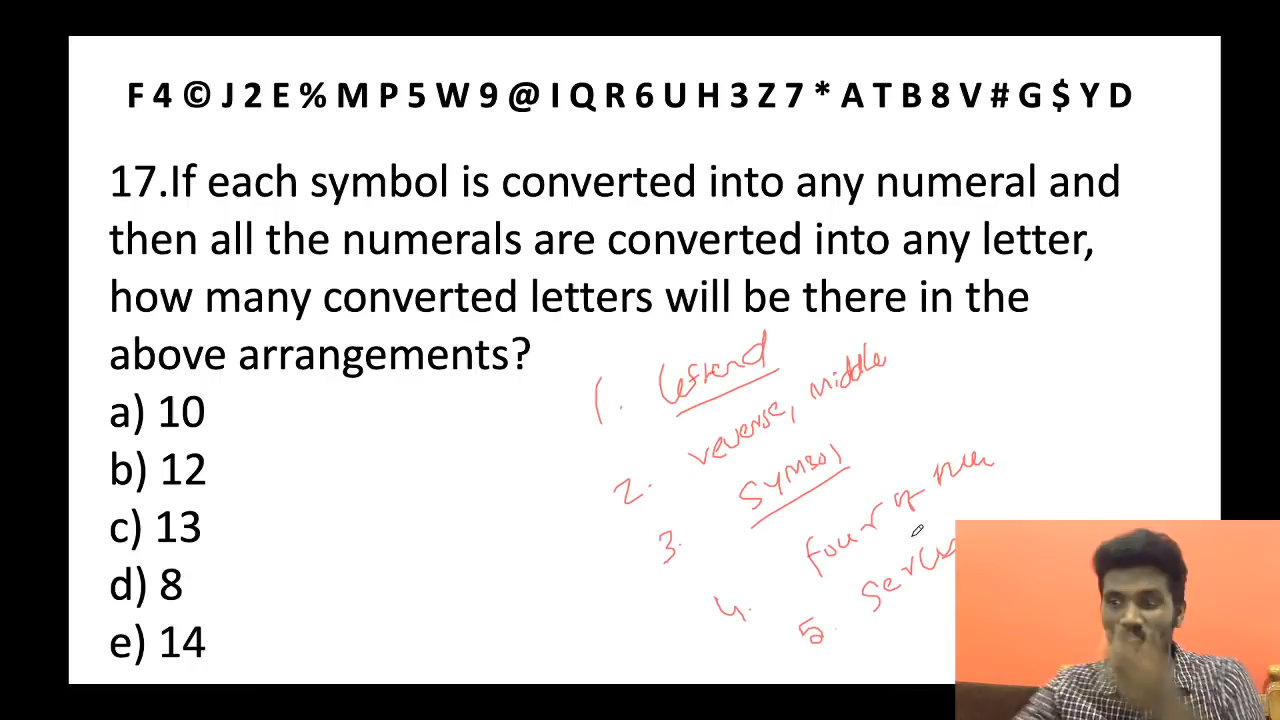 F 4 © J 2 E % M P 5 W 9 @ I Q R 6 U H 3 Z 7 * A T B 8 V # G $ Y D
17.If each symbol is converted into any numeral and
then all the numerals are converted into any letter,
how many converted letters will be there in the
above arrangements?
a) 10
b) 12
c) 13
d) 8
e) 14
1. leftend
2. reverse, middle
3. symbol
4. four of
5.